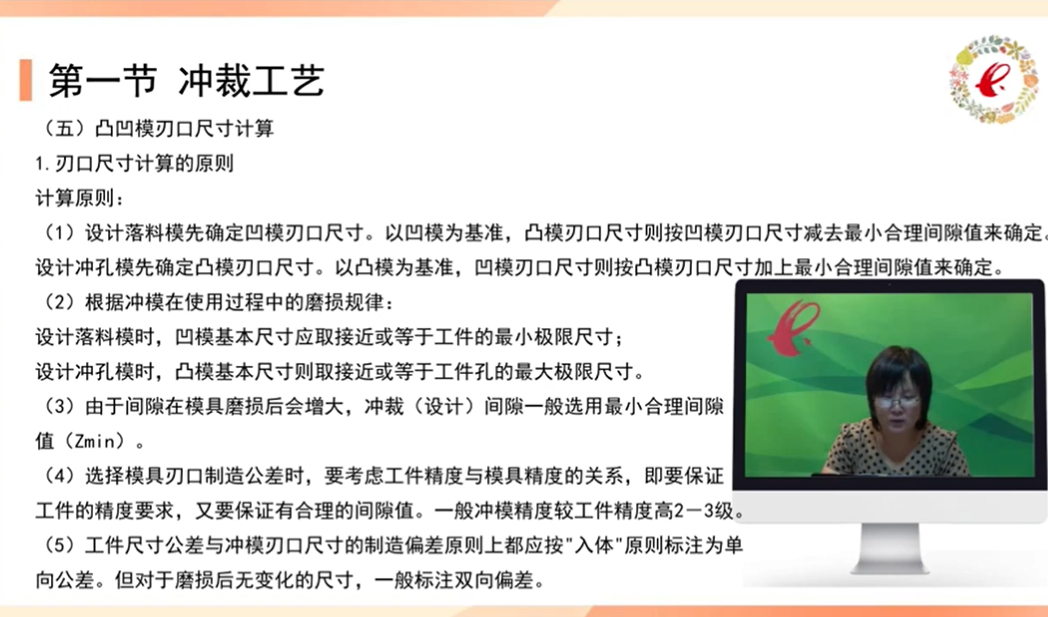 第一节 冲裁工艺
（五）凸凹模刃口尺寸计算
1.刃口尺寸计算的原则
计算原则：
（1）设计落料模先确定凹模刃口尺寸。以凹模为基准，凸模刃口尺寸则按凹模刃口尺寸减去最小合理间隙值来确定。
设计冲孔模先确定凸模刃口尺寸。以凸模为基准，凹模刃口尺寸则按凸模刃口尺寸加上最小合理间隙值来确定。
（2）根据冲模在使用过程中的磨损规律：
设计落料模时，凹模基本尺寸应取接近或等于工件的最小极限尺寸；
设计冲孔模时，凸模基本尺寸则取接近或等于工件孔的最大极限尺寸。
（3）由于间隙在模具磨损后会增大，冲裁（设计）间隙一般选用最小合理间隙
值（Zmin）。
（4）选择模具刃口制造公差时，要考虑工件精度与模具精度的关系，即要保证
工件的精度要求，又要保证有合理的间隙值。一般冲模精度较工件精度高2－3级。
（5）工件尺寸公差与冲模刃口尺寸的制造偏差原则上都应按"入体"原则标注为单
向公差。但对于磨损后无变化的尺寸，一般标注双向偏差。